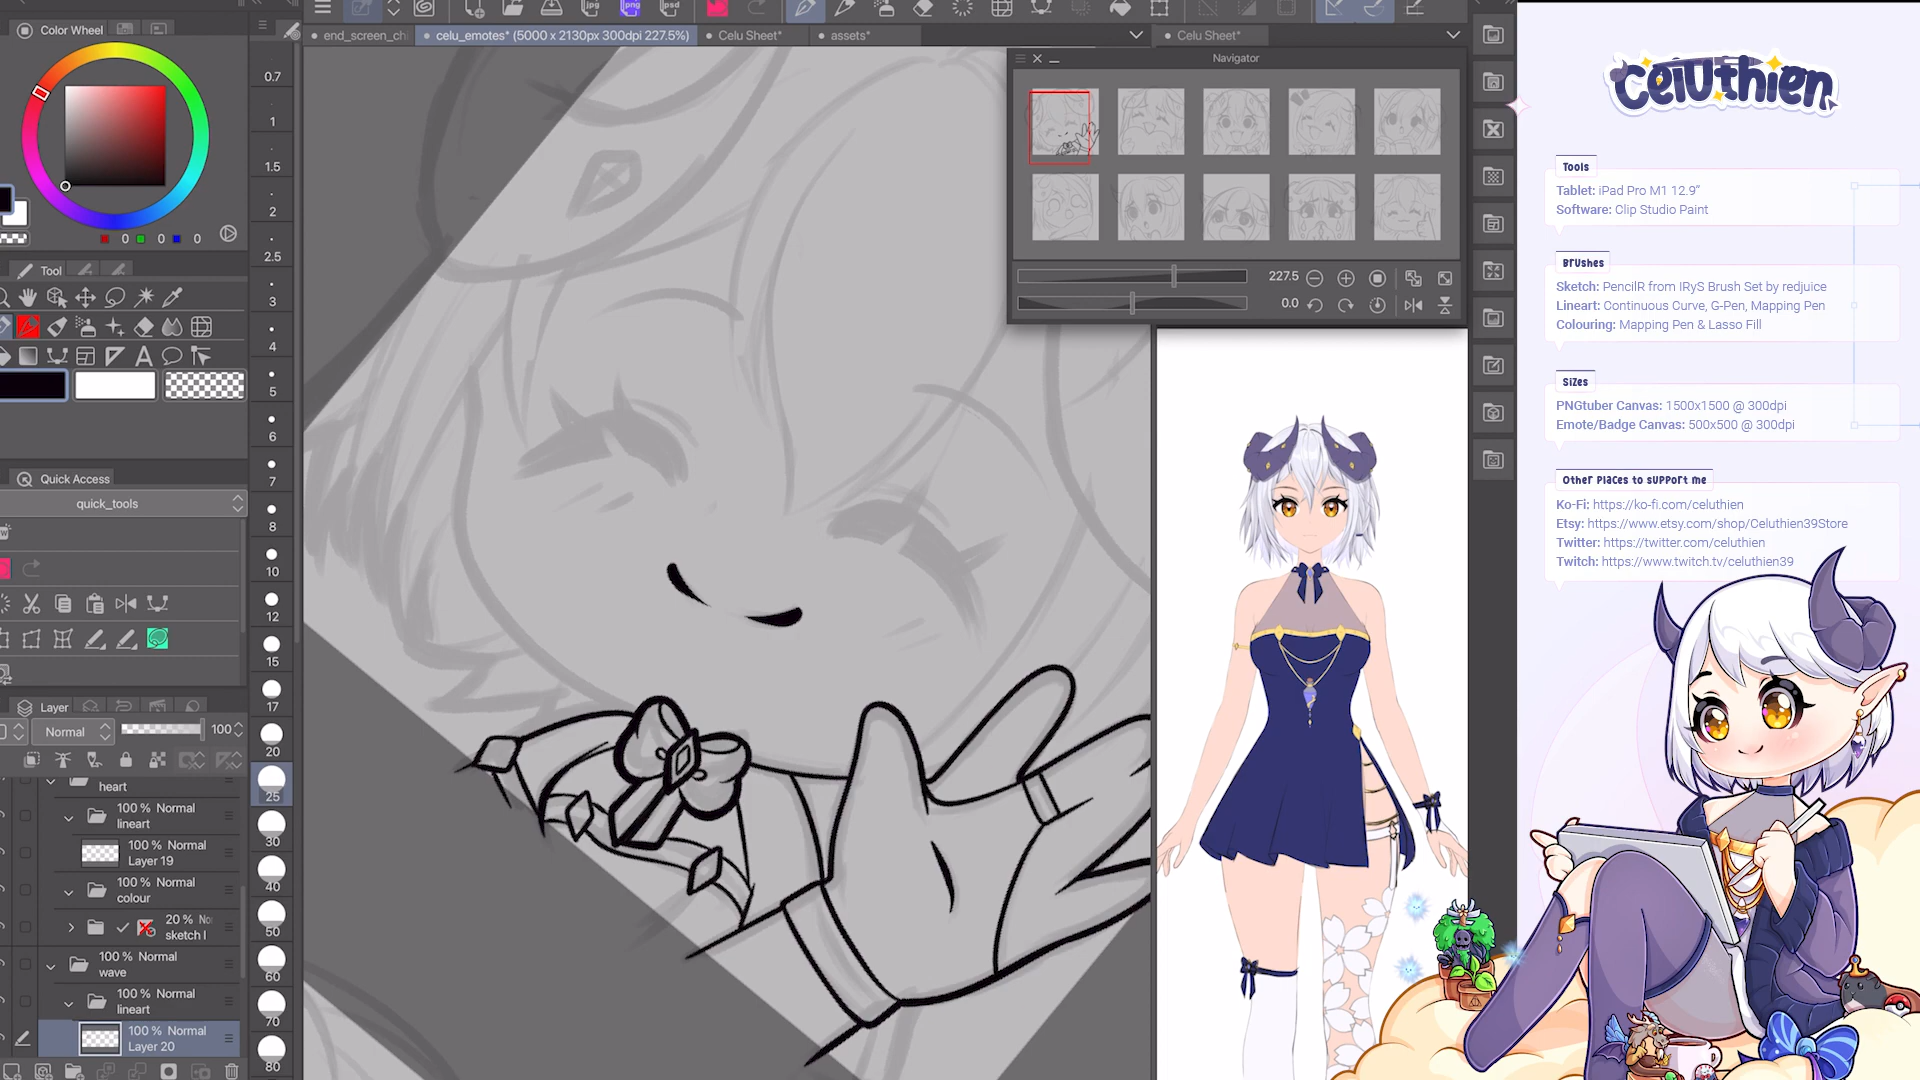 Color Wheel
end_screen_ch
celu_emotes* (5000 x 2130px 300dpi 227.5%)
Celu Sheet*
assets*
Celu Sheet*
jpg
png
psd
Navigator
227.5
0.0
0 0 0
Tool
Quick Access
quick_tools
Layer
Normal
100
heart
100 % Normal
lineart
100 % Normal
Layer 19
100 % Normal
colour
20 % No
sketch l
100 % Normal
wave
100 % Normal
lineart
100 % Normal
Layer 20
0.7
1
1.5
2
2.5
3
4
5
6
7
8
10
12
15
17
20
25
30
40
50
60
70
80
celuthien
Tools
Tablet: iPad Pro M1 12.9”
Software: Clip Studio Paint
Brushes
Sketch: PencilR from IRyS Brush Set by redjuice
Lineart: Continuous Curve, G-Pen, Mapping Pen
Colouring: Mapping Pen & Lasso Fill
Sizes
PNGtuber Canvas: 1500x1500 @ 300dpi
Emote/Badge Canvas: 500x500 @ 300dpi
Other places to support me
Ko-Fi: https://ko-fi.com/celuthien
Etsy: https://www.etsy.com/shop/Celuthien39Store
Twitter: https://twitter.com/celuthien
Twitch: https://www.twitch.tv/celuthien39